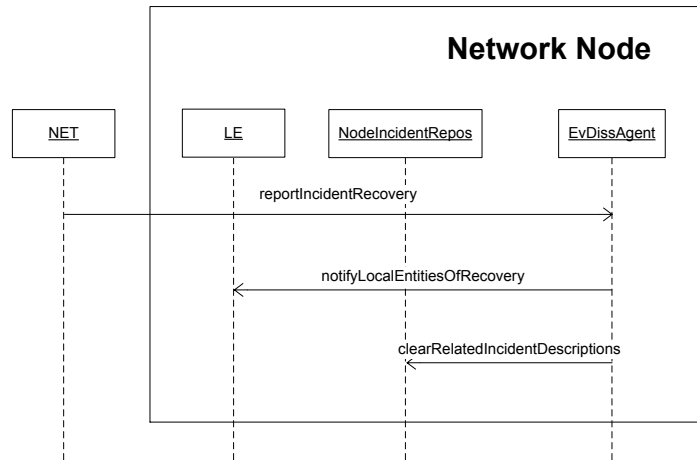 Network Node
NET
LE
NodeIncidentRepos
EvDissAgent
reportIncidentRecovery
notifyLocalEntitiesOfRecovery
clearRelatedIncidentDescriptions